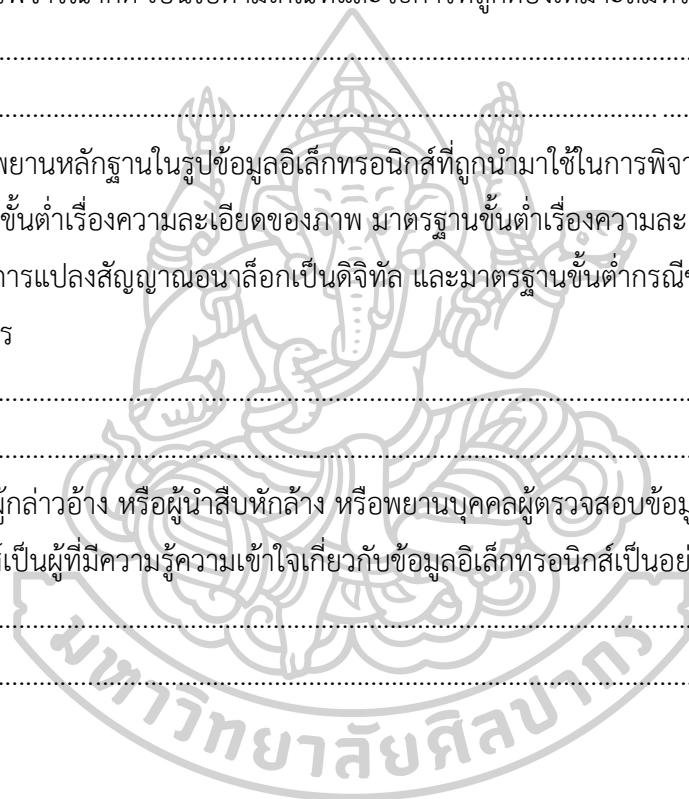 ....................................................................................................
.............................................................................................. ....
พยานหลักฐานในรูปข้อมูลอิเล็กทรอนิกส์ที่ถูกนำมาใช้ในการพิจา
ขั้นต่ำเรื่องความละเอียดของภาพ มาตรฐานขั้นต่ำเรื่องความละ
การแปลงสัญญาณอนาล็อกเป็นดิจิทัล และมาตรฐานขั้นต่ำกรณี
ร
....................................................................................................
....................................................................................................
ผู้กล่าวอ้าง หรือผู้นำสืบหักล้าง หรือพยานบุคคลผู้ตรวจสอบข้อมู
เป็นผู้ที่มีความรู้ความเข้าใจเกี่ยวกับข้อมูลอิเล็กทรอนิกส์เป็นอย่
....................................................................................................
....................................................................................................
มหาวิทยาลัยศิลปากร